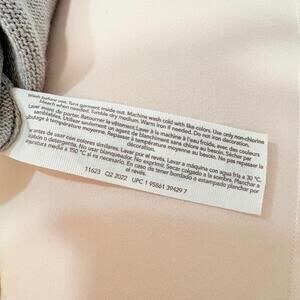 Wash before use. Turn garment inside out. Machine wash cold with like colors. Use only non-chlorine
bleach when needed. Tumble dry medium. Warm iron if needed. Do not iron decoration.
Laver avant de porter. Retourner le vêtement. Laver à la machine à l'eau froide, avec des couleurs
semblables. Utiliser seulement un agent de blanchiment sans chlore au besoin. Sécher par
culbutage à température moyenne. Repasser à température moyenne au besoin. Ne pas repasser la
décoration.
Lavar antes de usar con colores similares. Lavar por el revés. Lavar a máquina con agua fría a 30 °C.
detergente. No usar blanqueador. No exprimir. Secar colgado a la sombra. Planchar a
temperatura media a 150 °C, si es necesario. En caso de tener bordado o estampado planchar por
el revés.
11623 Q2 2022 UPC 1 95861 39429 7